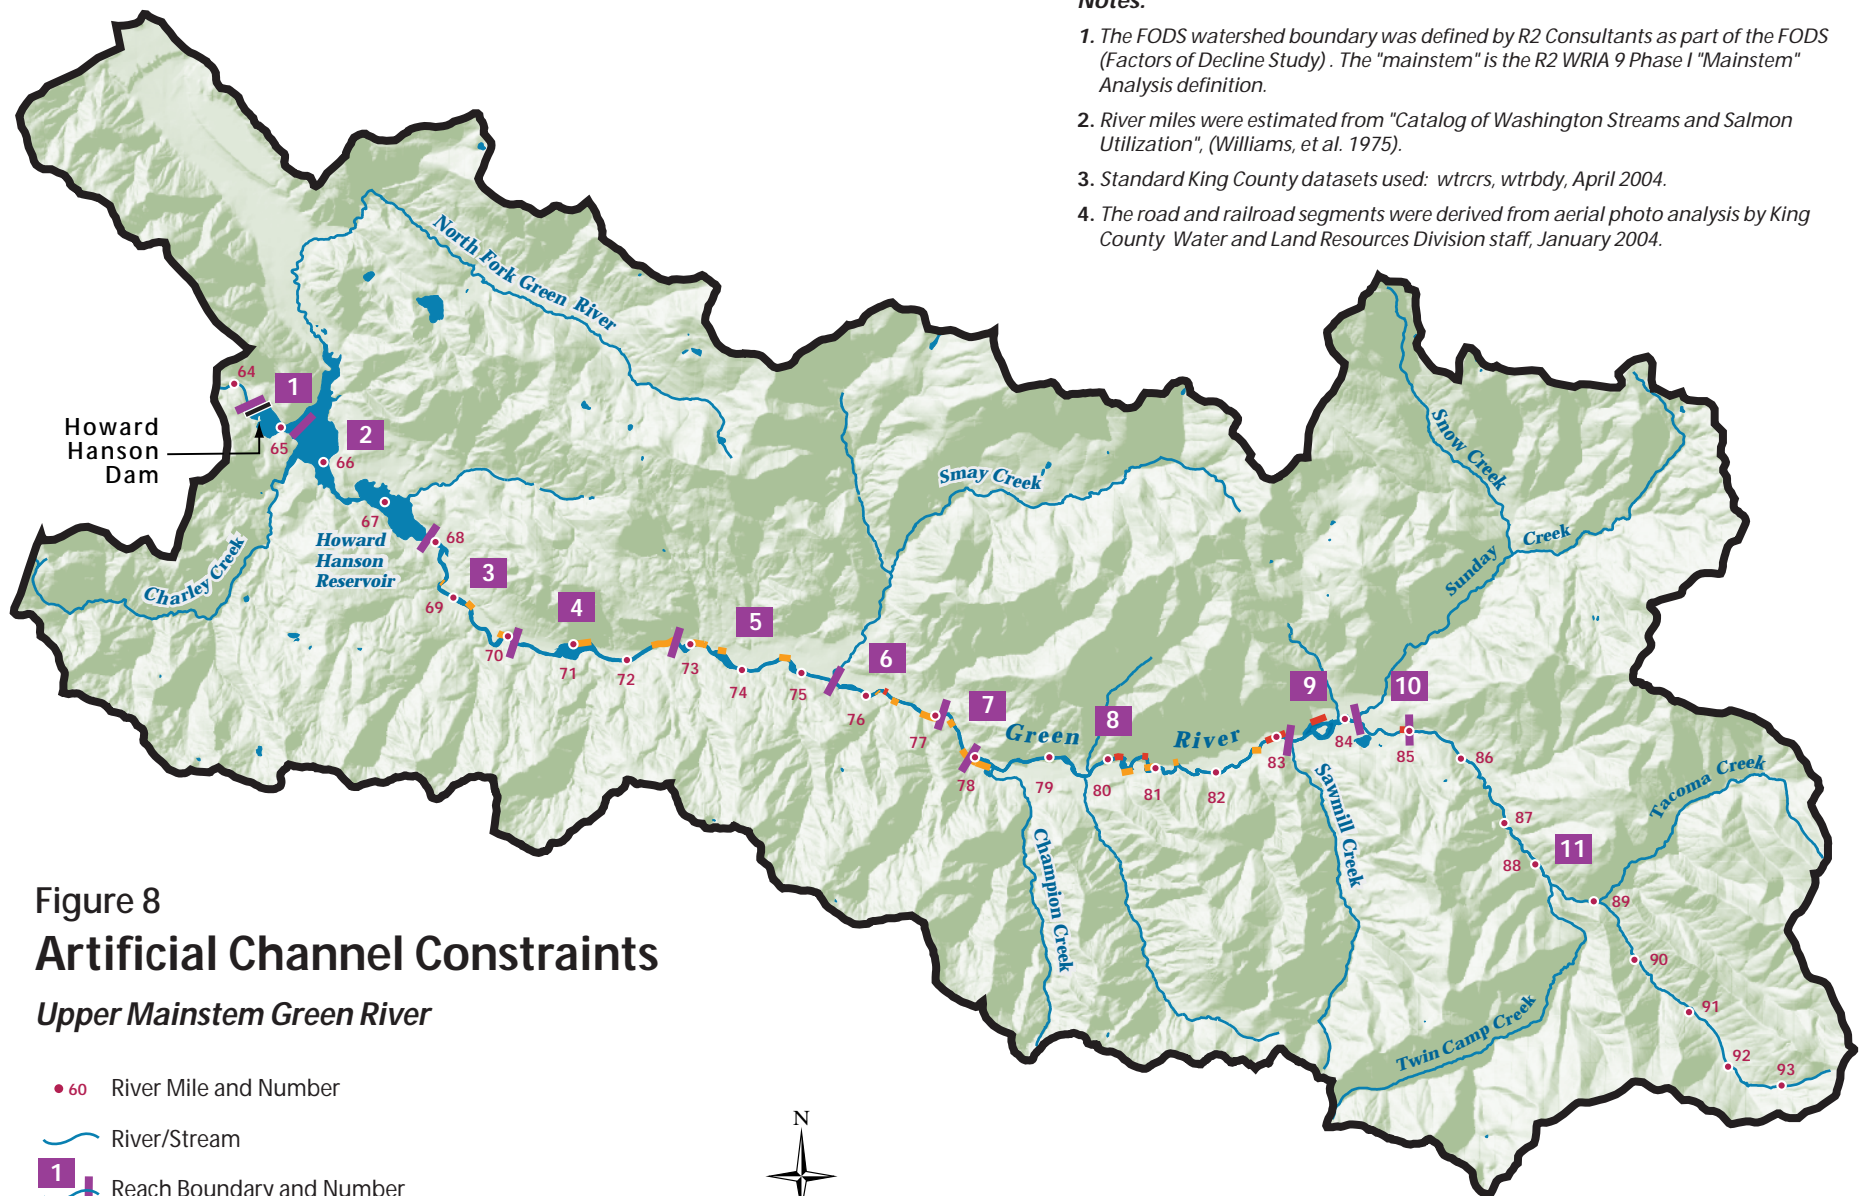 Notes:
1. The FODS watershed boundary was defined by R2 Consultants as part of the FODS
(Factors of Decline Study) . The "mainstem" is the R2 WRIA 9 Phase I "Mainstem"
Analysis definition.
2. River miles were estimated from "Catalog of Washington Streams and Salmon
Utilization", (Williams, et al. 1975).
3. Standard King County datasets used: wtrcrs, wtrbdy, April 2004.
4. The road and railroad segments were derived from aerial photo analysis by King
County Water and Land Resources Division staff, January 2004.
North Fork Green River
64
1
Howard
Hanson
Dam
65
2
66
67
68
Howard
Hanson
Reservoir
Charley Creek
3
69
70
4
71
72
73
5
74
75
Smay Creek
6
76
77
7
78
Green
River
79
8
80
81
82
83
9
84
10
85
86
87
88
11
89
90
91
92
93
Snow Creek
Sunday
Creek
Tacoma Creek
Sawmill Creek
Champion Creek
Twin Camp Creek
Figure 8
Artificial Channel Constraints
Upper Mainstem Green River
60 River Mile and Number
River/Stream
1
Reach Boundary and Number
N